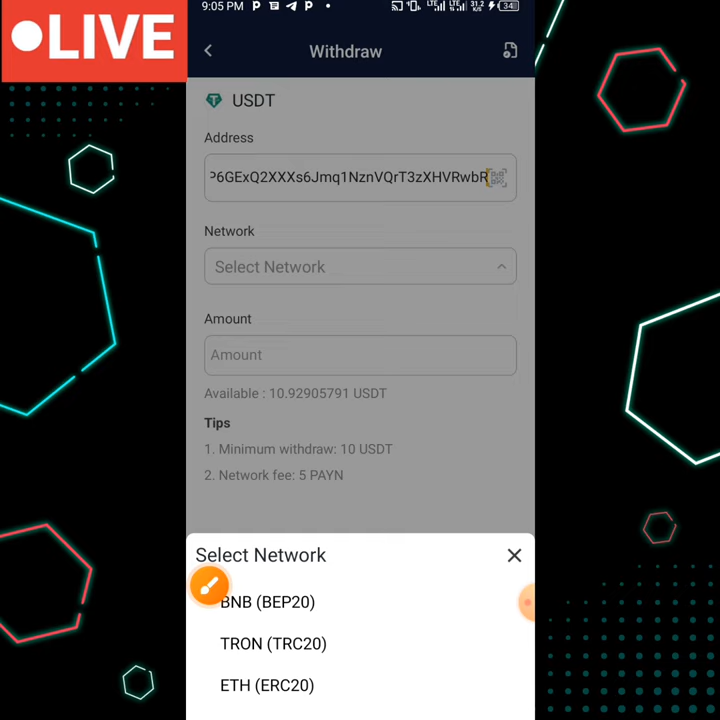 LIVE
9:05 PM
34
Withdraw
USDT
Address
P6GExQ2XXXs6Jmq1NznVQrT3zXHVRwbR
Network
Select Network
Amount
Amount
Available : 10.92905791 USDT
Tips
1. Minimum withdraw: 10 USDT
2. Network fee: 5 PAYN
Select Network
BNB (BEP20)
TRON (TRC20)
ETH (ERC20)